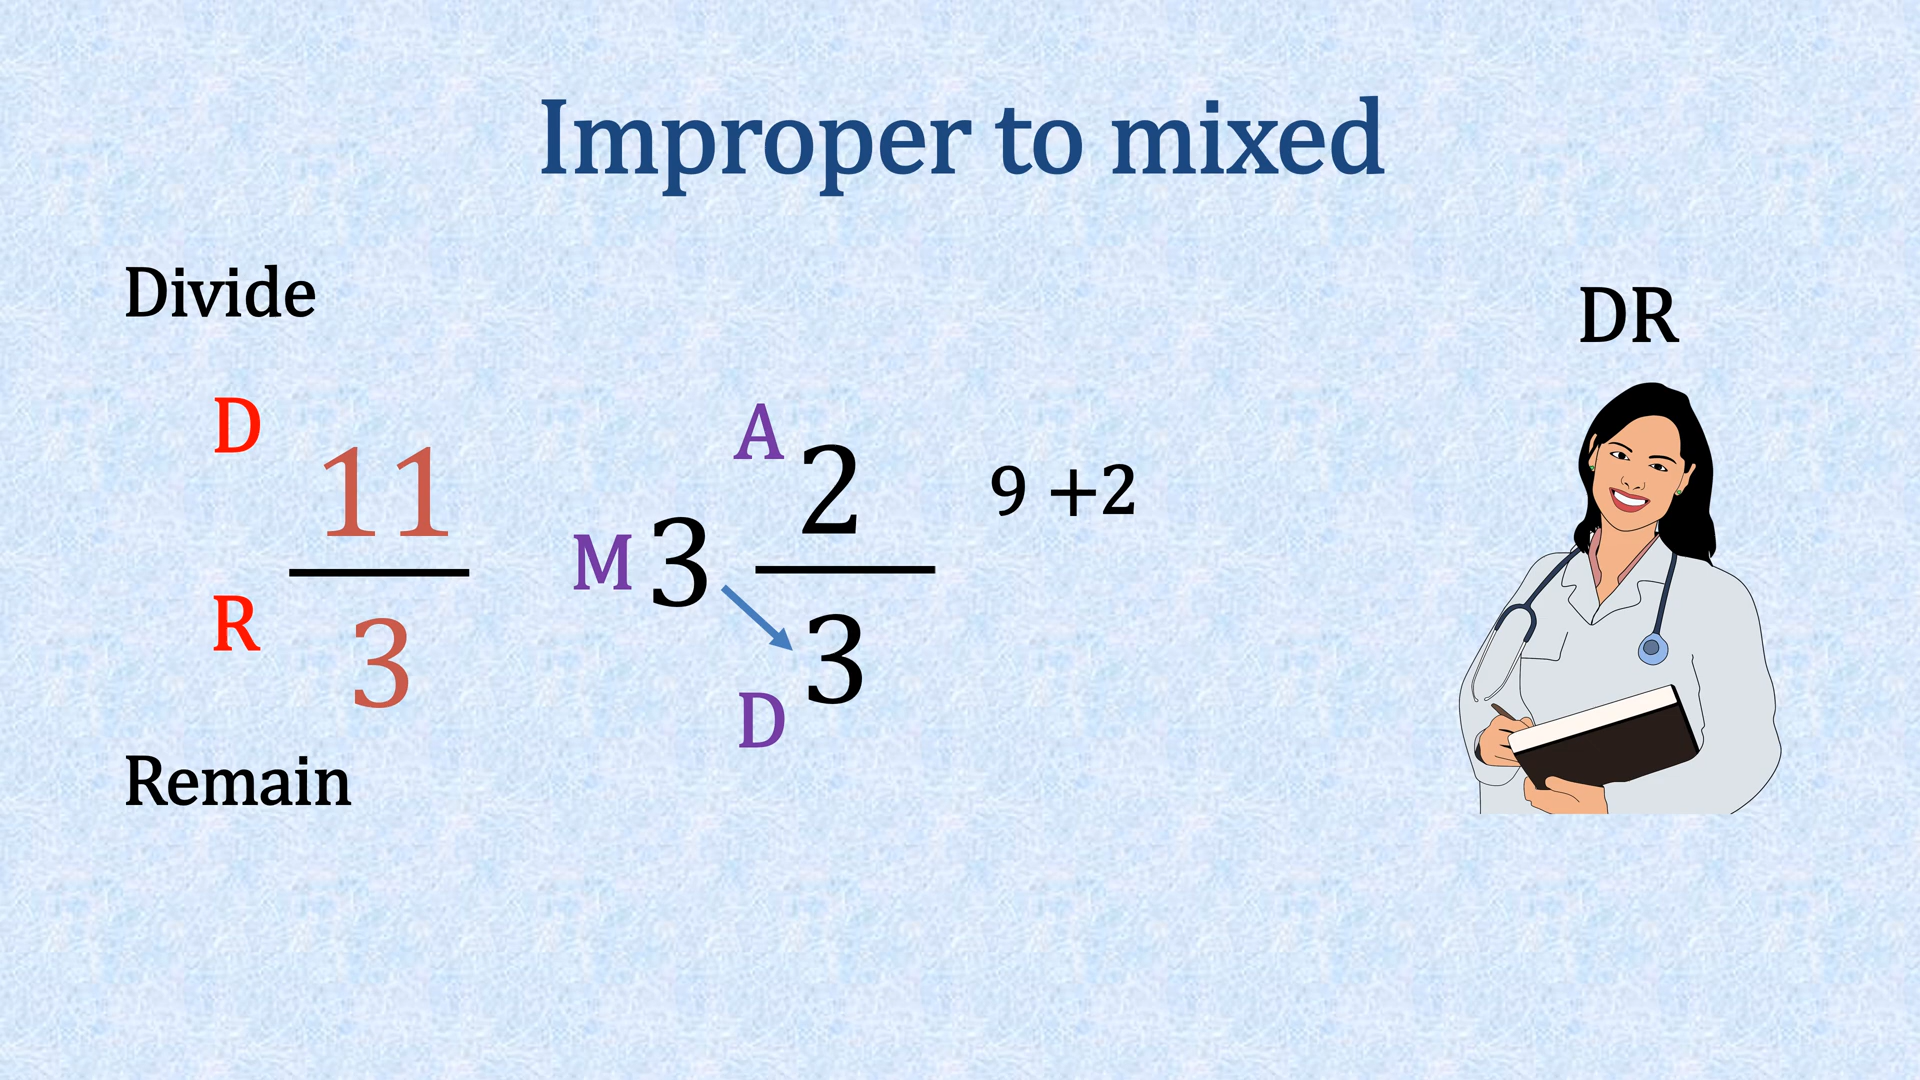 Improper to mixed
Divide
DR
D
11
R
3
M
3
A
2
3
D
9 +2
Remain